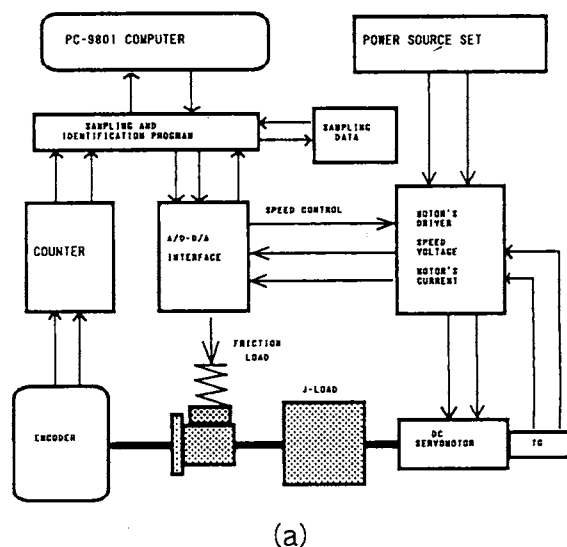 PC-9801 COMPUTER
POWER SOURCE SET
SAMPLING AND
IDENTIFICATION PROGRAM
SAMPLING
DATA
COUNTER
A/D-D/A
INTERFACE
SPEED CONTROL
MOTOR'S
DRIVER
SPEED
VOLTAGE
MOTOR'S
CURRENT
FRICTION
LOAD
J-LOAD
ENCODER
DC
SERVOMOTOR
TG
(a)